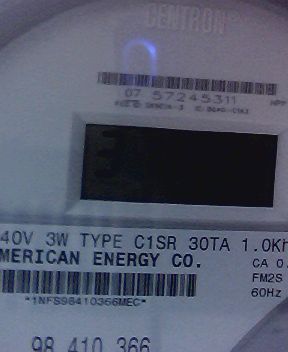 CENTRON
07 57245311
40V 3W TYPE C1SR 30TA 1.0Kh
MERICAN ENERGY CO. CA 0.
FM2S
*1NFS98410366MEC* 60Hz
98 410 366